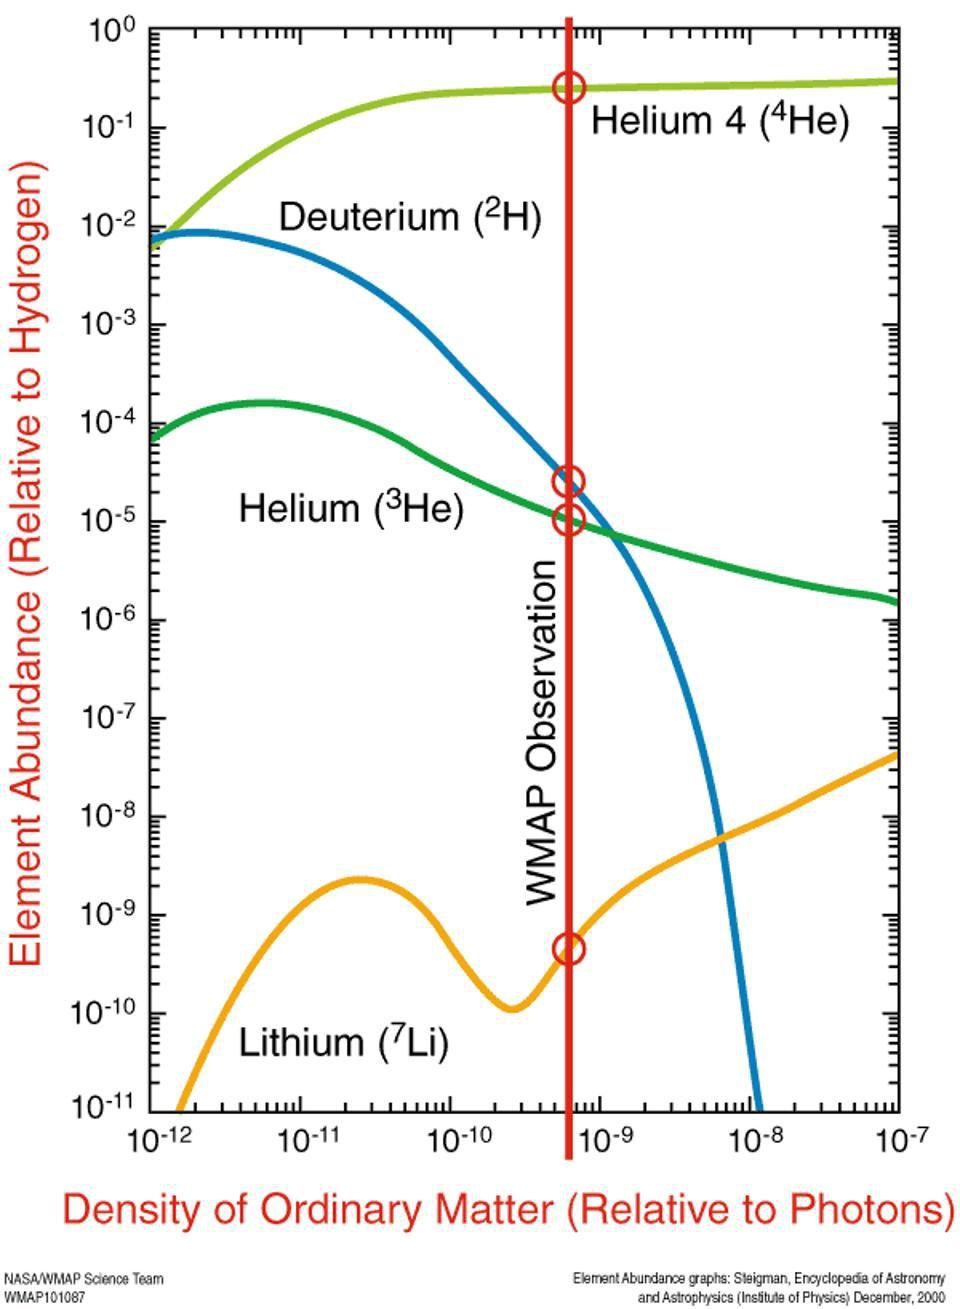 10⁰
10⁻¹
10⁻²
10⁻³
10⁻⁴
10⁻⁵
10⁻⁶
10⁻⁷
10⁻⁸
10⁻⁹
10⁻¹⁰
10⁻¹¹
Element Abundance (Relative to Hydrogen)
Helium 4 (⁴He)
Deuterium (²H)
Helium (³He)
WMAP Observation
Lithium (⁷Li)
10⁻¹² 10⁻¹¹ 10⁻¹⁰ 10⁻⁹ 10⁻⁸ 10⁻⁷
Density of Ordinary Matter (Relative to Photons)
NASA/WMAP Science Team
WMAP101087
Element Abundance graphs: Steigman, Encyclopedia of Astronomy
and Astrophysics (Institute of Physics) December, 2000